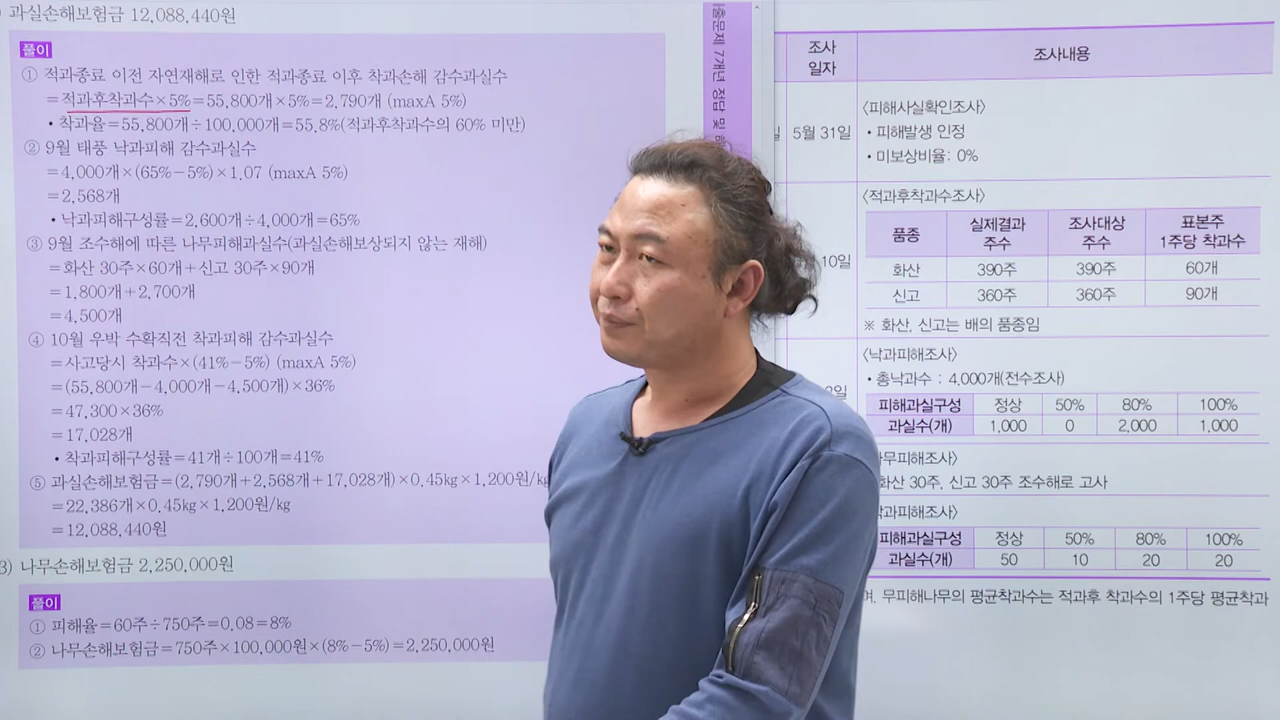 과실손해보험금 12,088,440원
풀이
① 적과종료 이전 자연재해로 인한 적과종료 이후 착과손해 감수과실수
=적과후착과수×5%=55,800개×5%=2,790개 (maxA 5%)
• 착과율=55,800개÷100,000개=55.8%(적과후착과수의 60% 미만)
② 9월 태풍 낙과피해 감수과실수
=4,000개×(65%-5%)×1.07 (maxA 5%)
=2,568개
• 낙과피해구성률=2,600개÷4,000개=65%
③ 9월 조수해에 따른 나무피해과실수(과실손해보상되지 않는 재해)
=화산 30주×60개+신고 30주×90개
=1,800개+2,700개
=4,500개
④ 10월 우박 수확직전 착과피해 감수과실수
=사고당시 착과수×(41%-5%) (maxA 5%)
=(55,800개-4,000개-4,500개)×36%
=47,300×36%
=17,028개
• 착과피해구성률=41개÷100개=41%
⑤ 과실손해보험금=(2,790개+2,568개+17,028개)×0.45kg×1,200원/kg
=22,386개×0.45kg×1,200원/kg
=12,088,440원
3) 나무손해보험금 2,250,000원
풀이
① 피해율=60주÷750주=0.08=8%
② 나무손해보험금=750주×100,000원×(8%-5%)=2,250,000원
출문제 7개년 정답 및
조사
일자
조사내용
5월 31일
〈피해사실확인조사〉
• 피해발생 인정
• 미보상비율: 0%
10일
〈적과후착과수조사〉
품종 실제결과 주수 조사대상 주수 표본주 1주당 착과수
화산 390주 390주 60개
신고 360주 360주 90개
※ 화산, 신고는 배의 품종임
일
〈낙과피해조사〉
• 총낙과수 : 4,000개(전수조사)
피해과실구성 정상 50% 80% 100%
과실수(개) 1,000 0 2,000 1,000
나무피해조사〉
화산 30주, 신고 30주 조수해로 고사
착과피해조사〉
피해과실구성 정상 50% 80% 100%
과실수(개) 50 10 20 20
며, 무피해나무의 평균착과수는 적과후 착과수의 1주당 평균착과